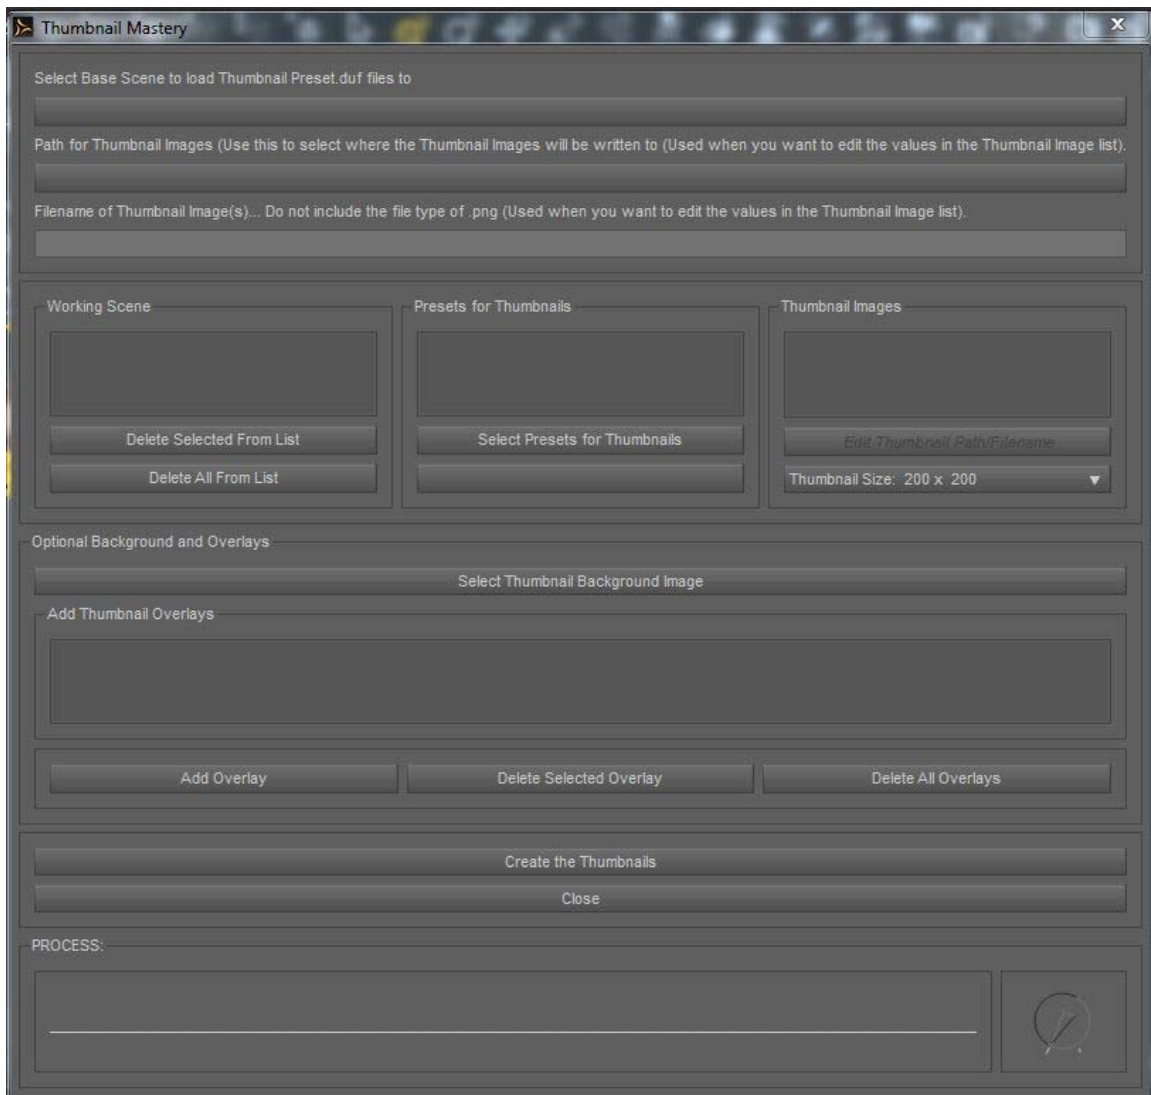 Thumbnail Mastery
X
Select Base Scene to load Thumbnail Preset.duf files to
Path for Thumbnail Images (Use this to select where the Thumbnail Images will be written to (Used when you want to edit the values in the Thumbnail Image list).
Filename of Thumbnail Image(s)... Do not include the file type of .png (Used when you want to edit the values in the Thumbnail Image list).
Working Scene
Delete Selected From List
Delete All From List
Presets for Thumbnails
Select Presets for Thumbnails
Thumbnail Images
Edit Thumbnail Path/Filename
Thumbnail Size: 200 x 200
Optional Background and Overlays
Select Thumbnail Background Image
Add Thumbnail Overlays
Add Overlay
Delete Selected Overlay
Delete All Overlays
Create the Thumbnails
Close
PROCESS: